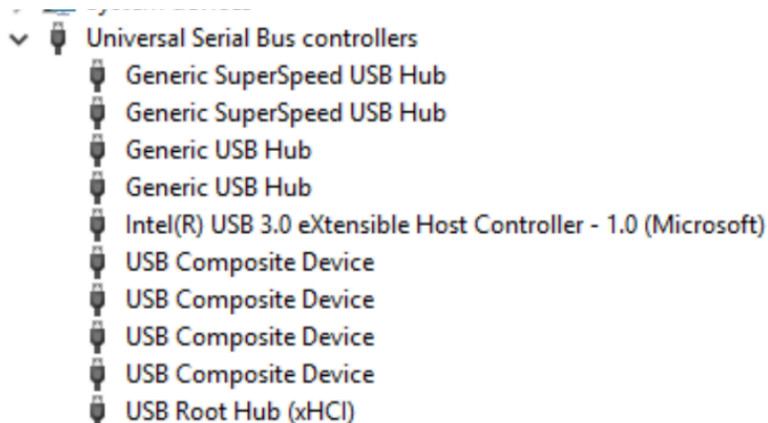 Universal Serial Bus controllers
Generic SuperSpeed USB Hub
Generic SuperSpeed USB Hub
Generic USB Hub
Generic USB Hub
Intel(R) USB 3.0 eXtensible Host Controller - 1.0 (Microsoft)
USB Composite Device
USB Composite Device
USB Composite Device
USB Composite Device
USB Root Hub (xHCI)